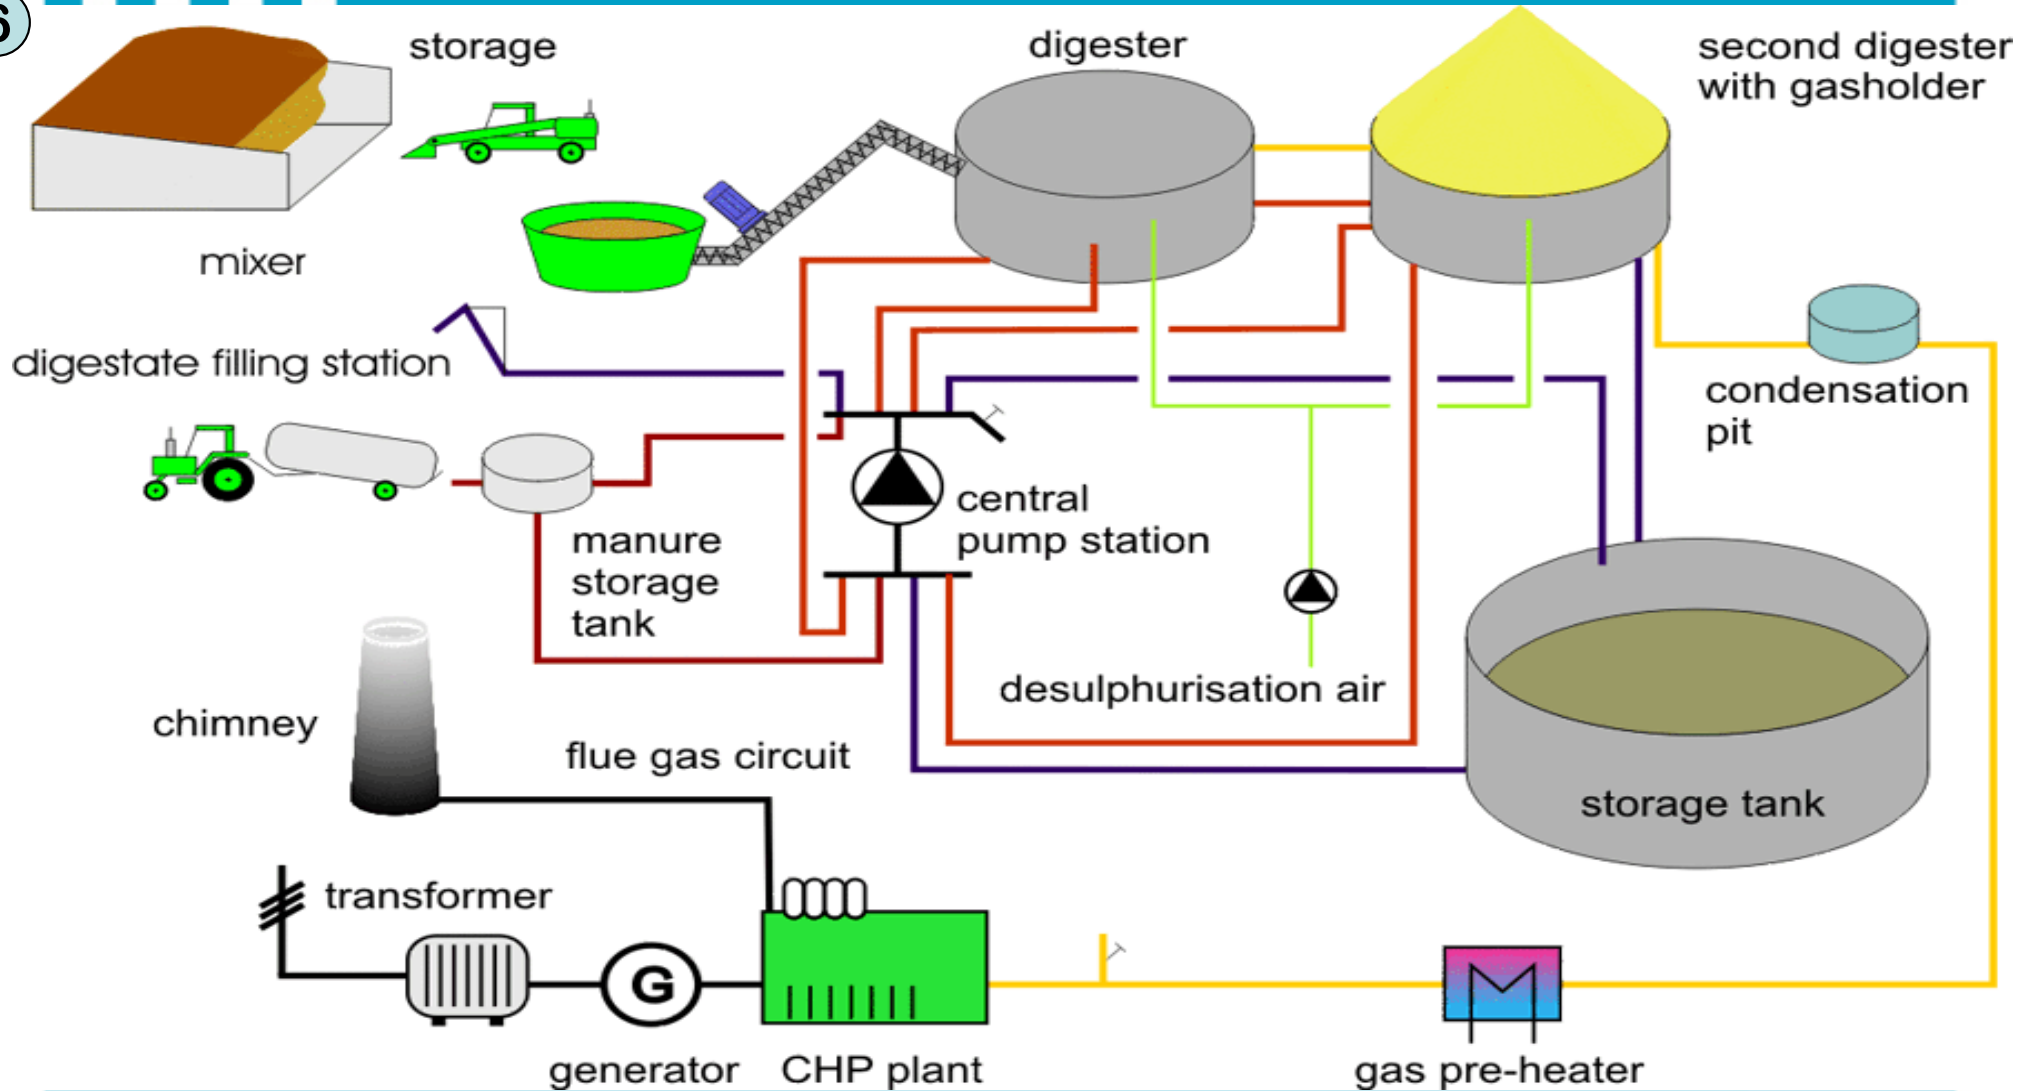 6
storage
digester
second digester
with gasholder
mixer
digestate filling station
condensation
pit
central
pump station
manure
storage
tank
desulphurisation air
chimney
flue gas circuit
storage tank
transformer
G
generator
CHP plant
gas pre-heater